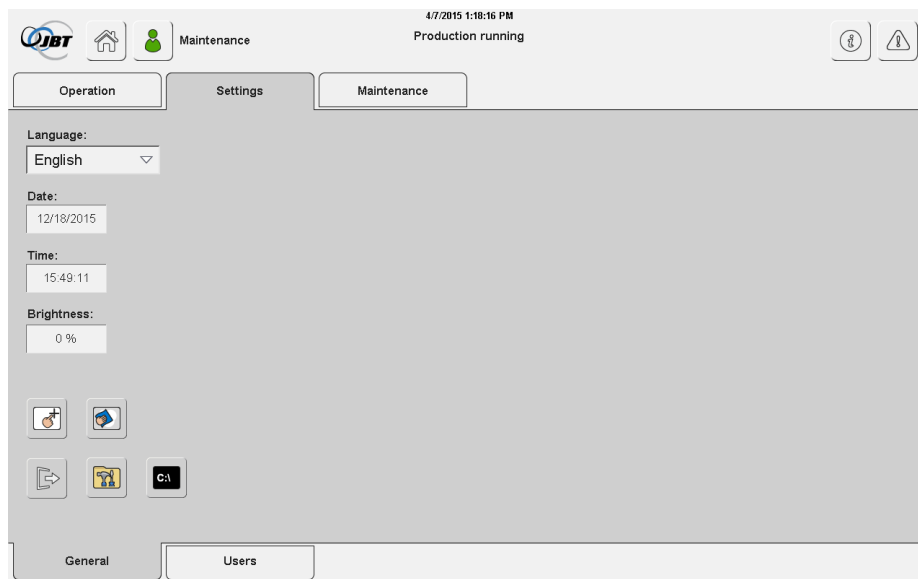 4/7/2015 1:18:16 PM
JBT
Maintenance
Production running
Operation
Settings
Maintenance
Language:
English
Date:
12/18/2015
Time:
15:49:11
Brightness:
0 %
C:\
General
Users